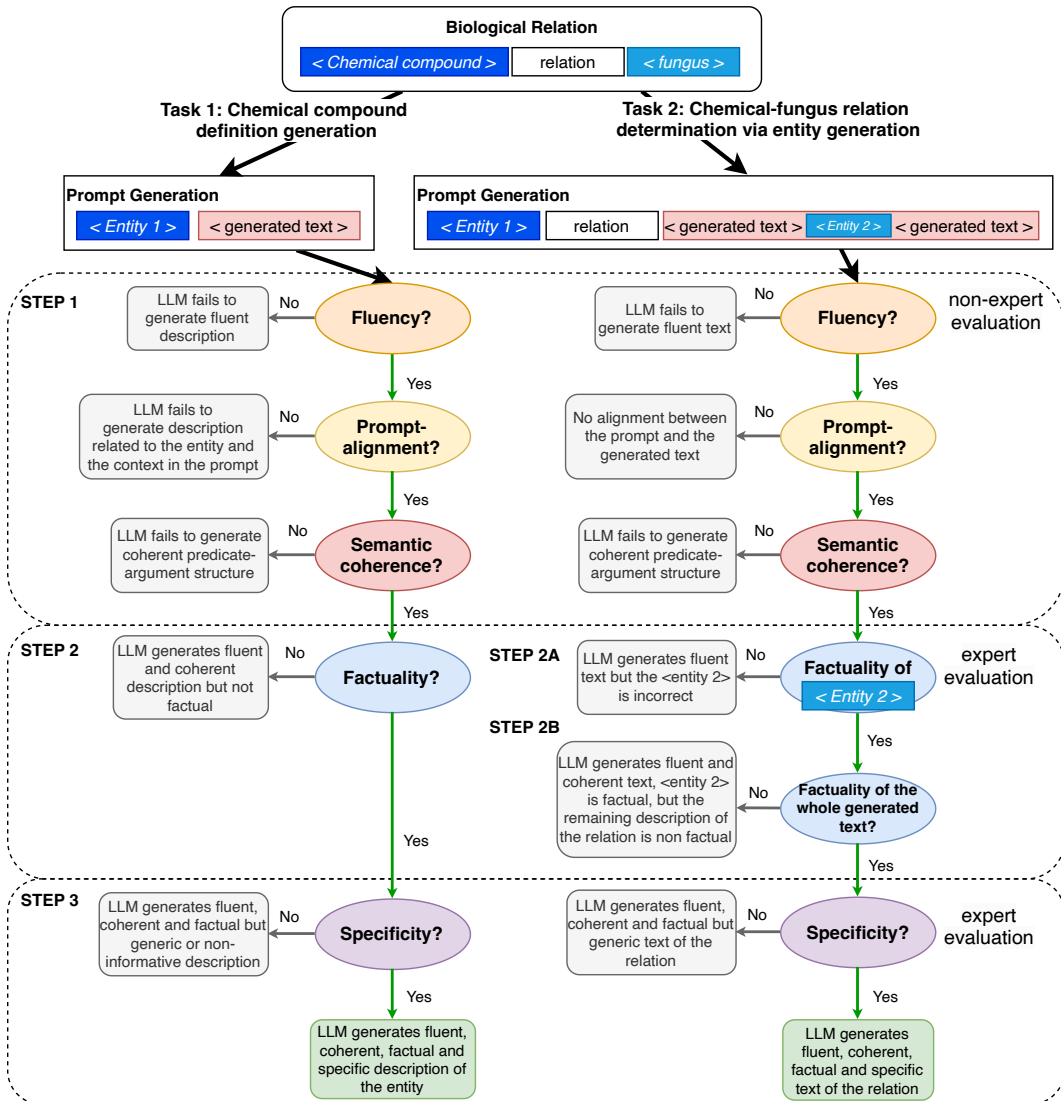 Biological Relation
< Chemical compound > relation < fungus >
Task 1: Chemical compound
definition generation
Task 2: Chemical-fungus relation
determination via entity generation
Prompt Generation
< Entity 1 > < generated text >
Prompt Generation
< Entity 1 > relation < generated text > < Entity 2 > < generated text >
STEP 1
non-expert
evaluation
LLM fails to
generate fluent
description
No
Fluency?
Yes
LLM fails to
generate fluent text
No
Fluency?
Yes
LLM fails to
generate description
related to the entity and
the context in the prompt
No
Prompt-
alignment?
Yes
No alignment between
the prompt and the
generated text
No
Prompt-
alignment?
Yes
LLM fails to generate
coherent predicate-
argument structure
No
Semantic
coherence?
Yes
LLM fails to generate
coherent predicate-
argument structure
No
Semantic
coherence?
Yes
STEP 2
LLM generates fluent
and coherent
description but not
factual
No
Factuality?
Yes
STEP 2A
LLM generates fluent
text but the <entity 2>
is incorrect
No
Factuality of
< Entity 2 >
Yes
expert
evaluation
STEP 2B
LLM generates fluent and
coherent text, <entity 2>
is factual, but the
remaining description of
the relation is non factual
No
Factuality of the
whole generated
text?
Yes
STEP 3
LLM generates fluent,
coherent and factual but
generic or non-
informative description
No
Specificity?
Yes
LLM generates fluent,
coherent and factual but
generic text of the
relation
No
Specificity?
Yes
expert
evaluation
LLM generates fluent,
coherent, factual and
specific description of
the entity
LLM generates
fluent, coherent,
factual and specific
text of the relation